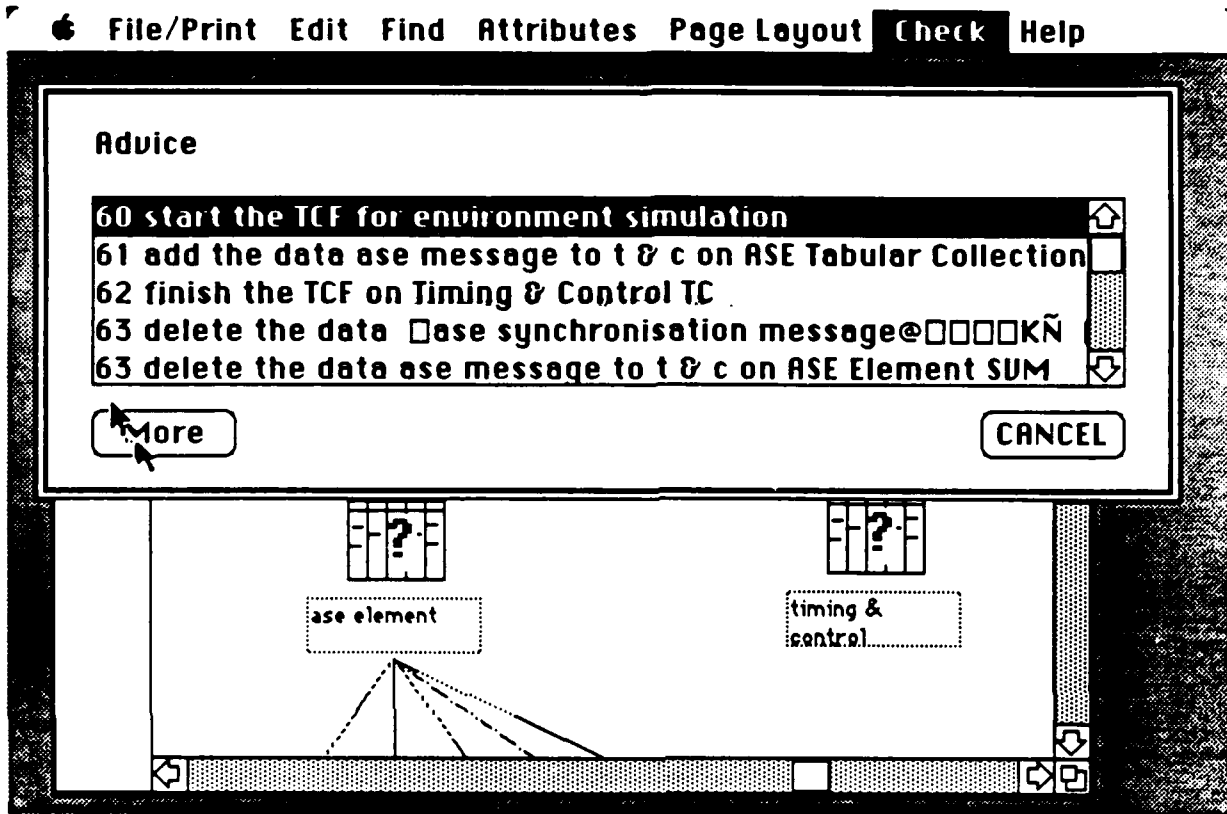 File/Print Edit Find Attributes Page Layout Check Help
Advice
60 start the TCF for environment simulation
61 add the data ase message to t & c on ASE Tabular Collection
62 finish the TCF on Timing & Control TC
63 delete the data □ase synchronisation message@□□□□KÑ
63 delete the data ase message to t & c on ASE Element SVM
More
CANCEL
?
?
ase element
timing &
control